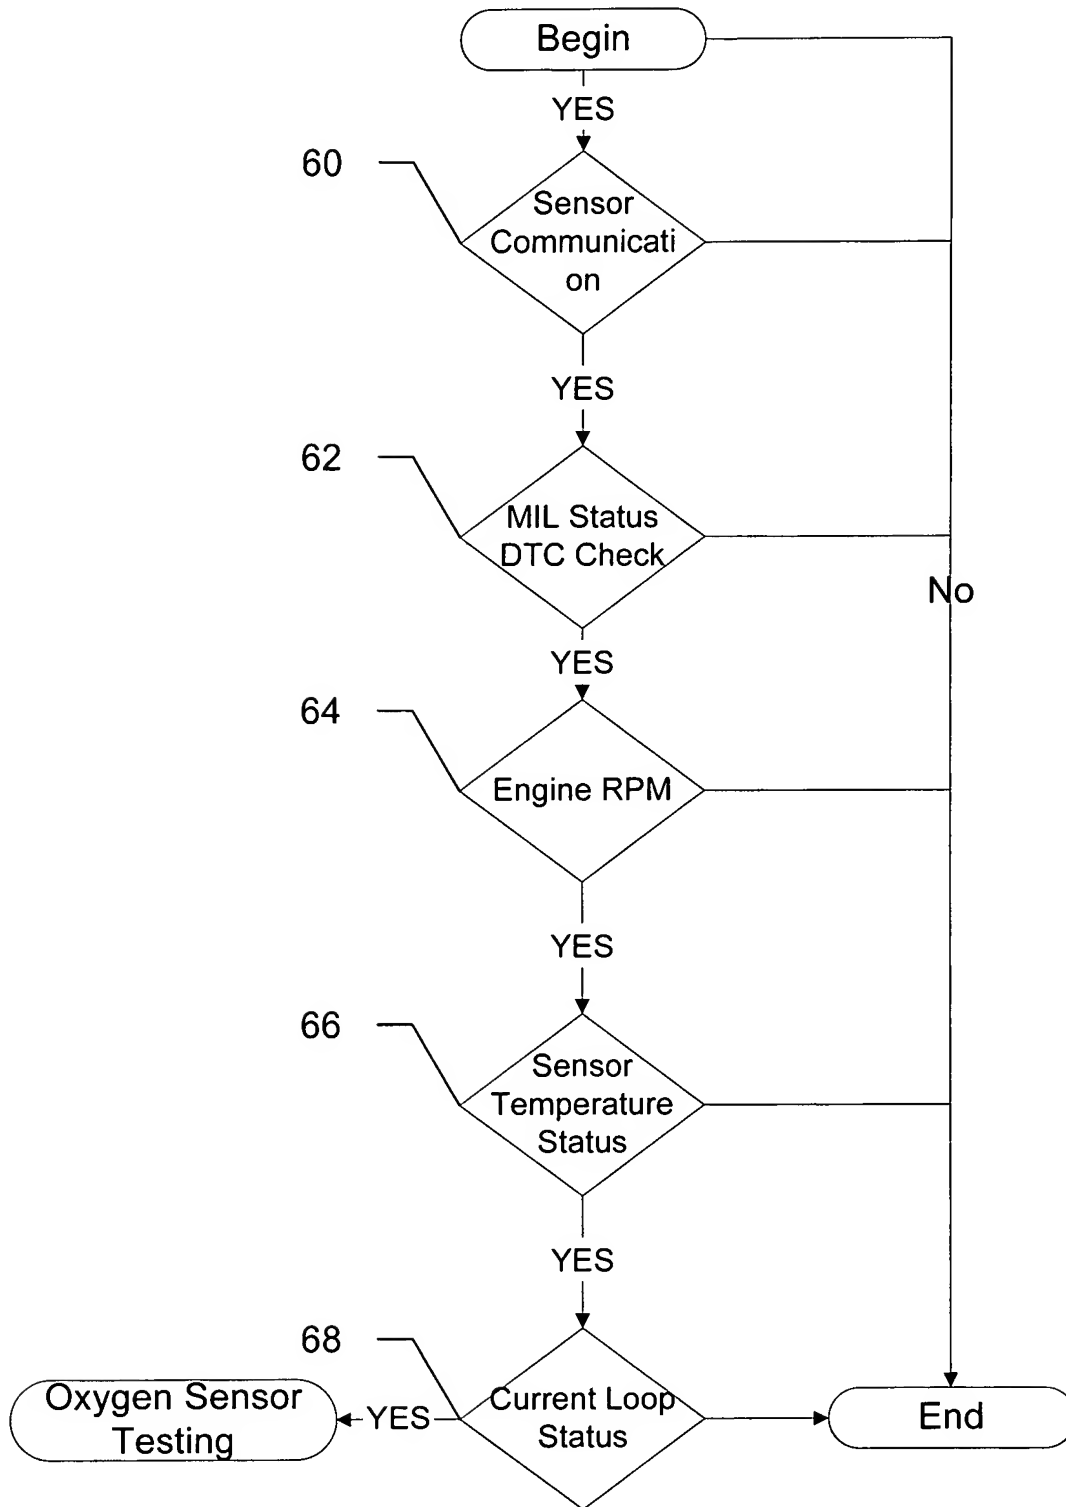 Begin
YES
60
Sensor
Communicati
on
YES
62
MIL Status
DTC Check
No
YES
64
Engine RPM
YES
66
Sensor
Temperature
Status
YES
68
Oxygen Sensor
Testing
YES
Current Loop
Status
End